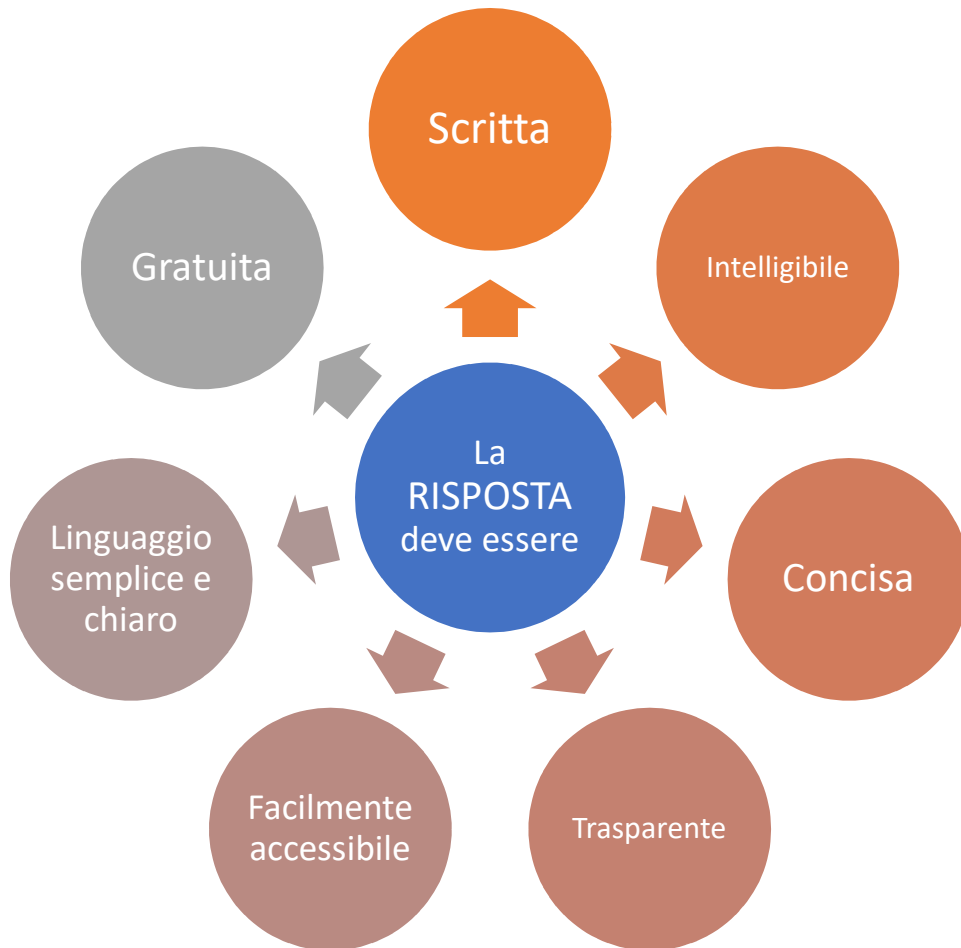 La
RISPOSTA
deve essere
Scritta
Intelligibile
Concisa
Trasparente
Facilmente
accessibile
Linguaggio
semplice e
chiaro
Gratuita